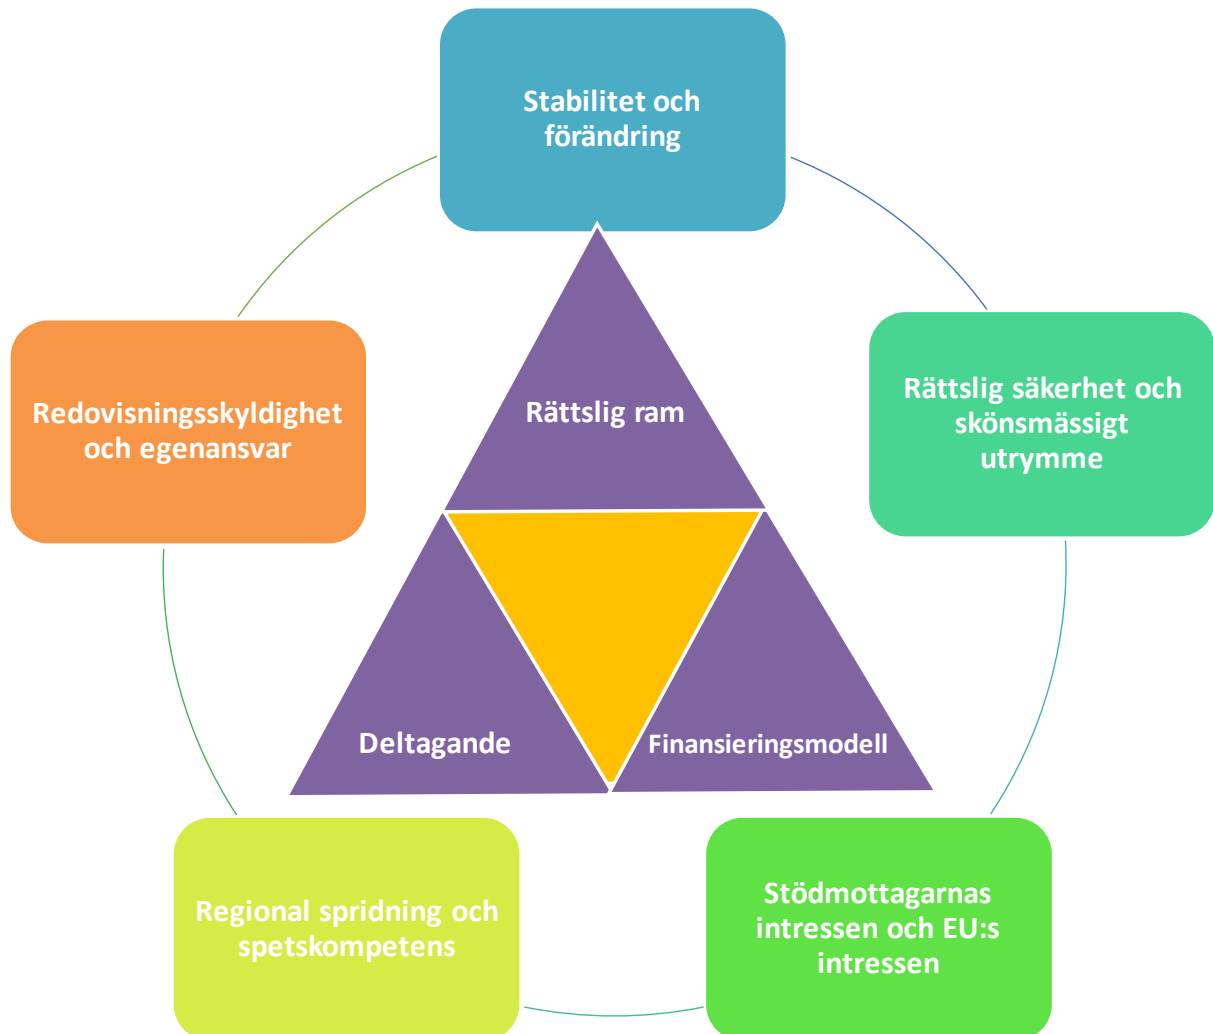 Stabilitet och
förändring
Rättslig säkerhet och
skönsmässigt
utrymme
Redovisningsskyldighet
och egenansvar
Rättslig ram
Deltagande
Finansieringsmodell
Regional spridning och
spetskompetens
Stödmottagarnas
intressen och EU:s
intressen